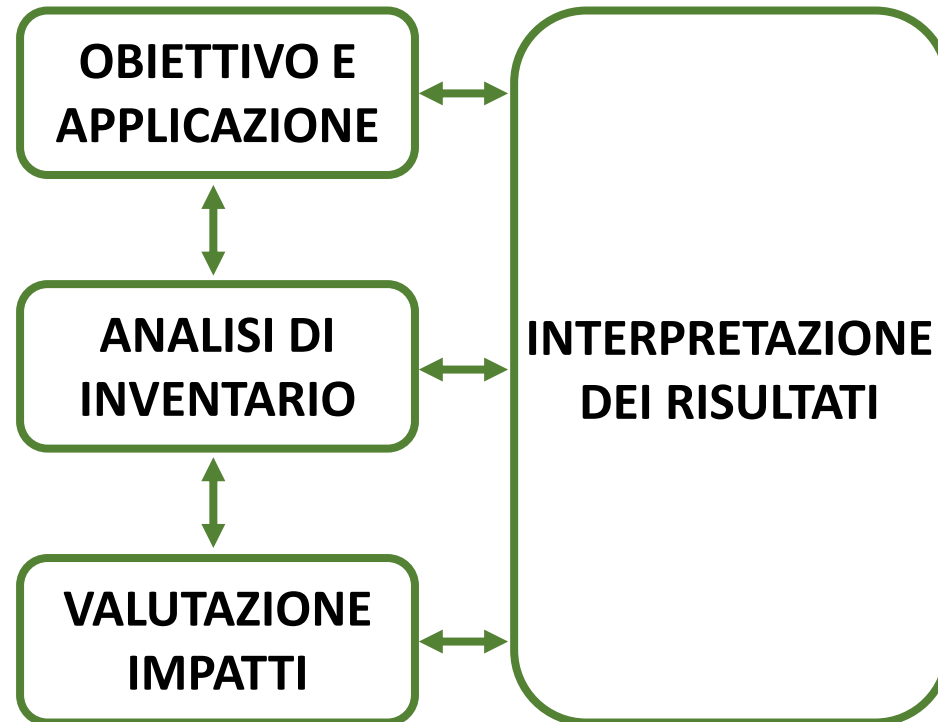 OBIETTIVO E
APPLICAZIONE
ANALISI DI
INVENTARIO
VALUTAZIONE
IMPATTI
INTERPRETAZIONE
DEI RISULTATI